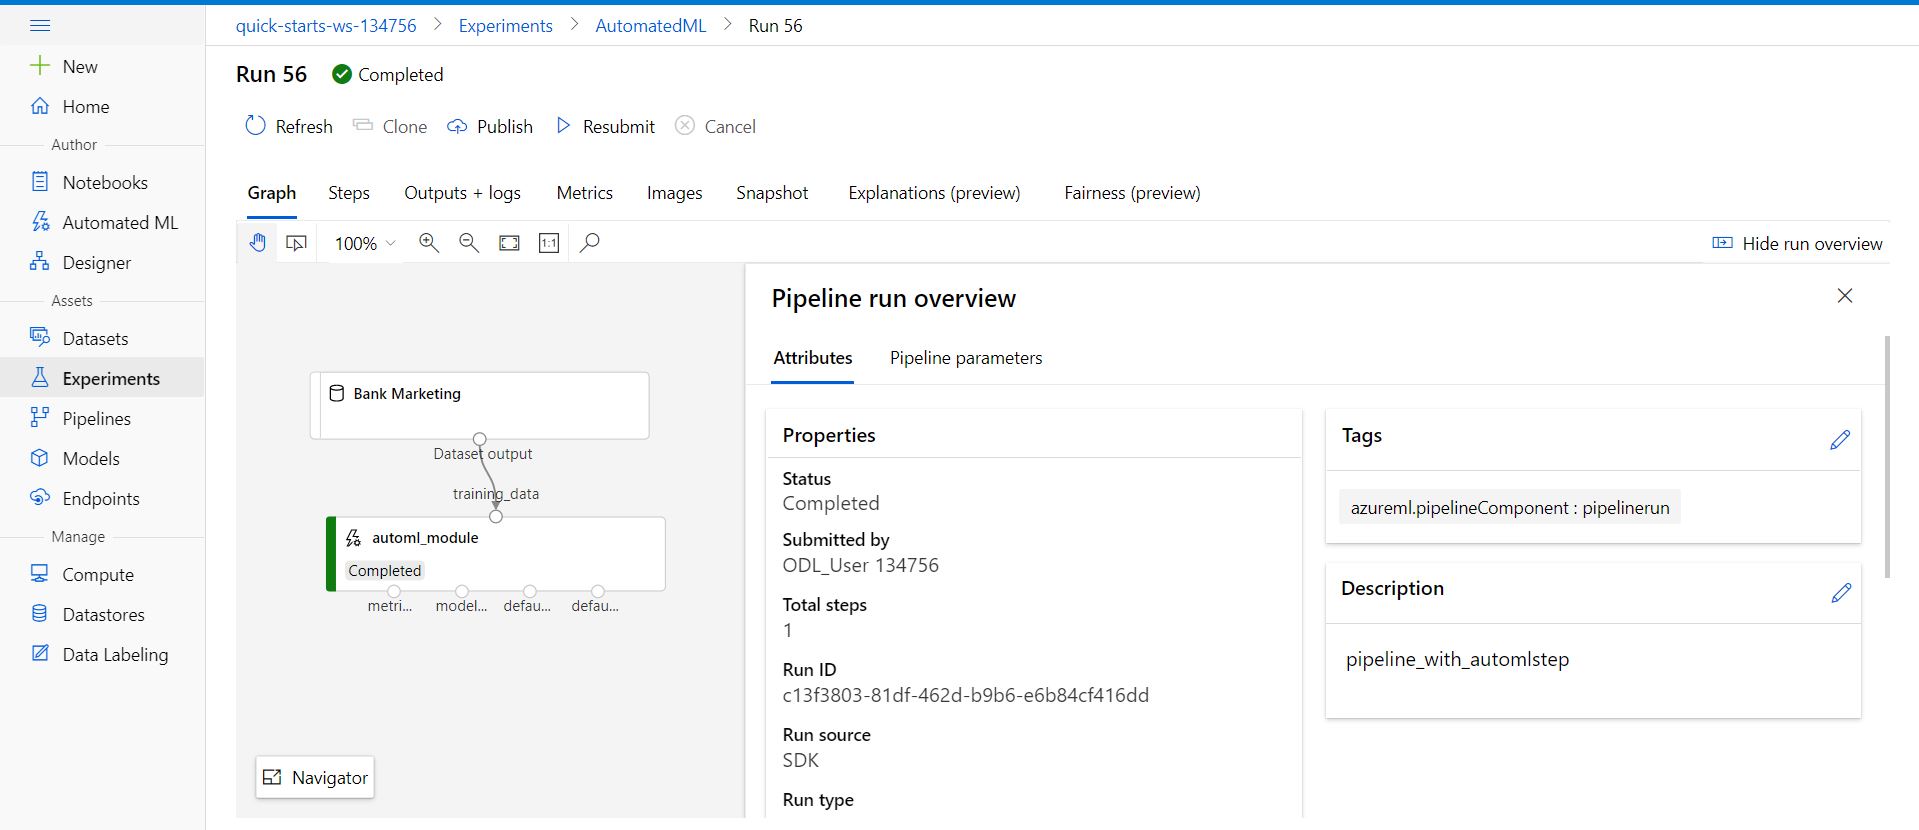 quick-starts-ws-134756 > Experiments > AutomatedML > Run 56
New
Home
Author
Notebooks
Automated ML
Designer
Assets
Datasets
Experiments
Pipelines
Models
Endpoints
Manage
Compute
Datastores
Data Labeling
Run 56 Completed
Refresh Clone Publish Resubmit Cancel
Graph Steps Outputs + logs Metrics Images Snapshot Explanations (preview) Fairness (preview)
100% 1:1 Hide run overview
Bank Marketing
Dataset output
training_data
automl_module
Completed
metri... model... defau... defau...
Navigator
Pipeline run overview
Attributes Pipeline parameters
Properties
Status
Completed
Submitted by
ODL_User 134756
Total steps
1
Run ID
c13f3803-81df-462d-b9b6-e6b84cf416dd
Run source
SDK
Run type
Tags
azureml.pipelineComponent : pipelinerun
Description
pipeline_with_automlstep